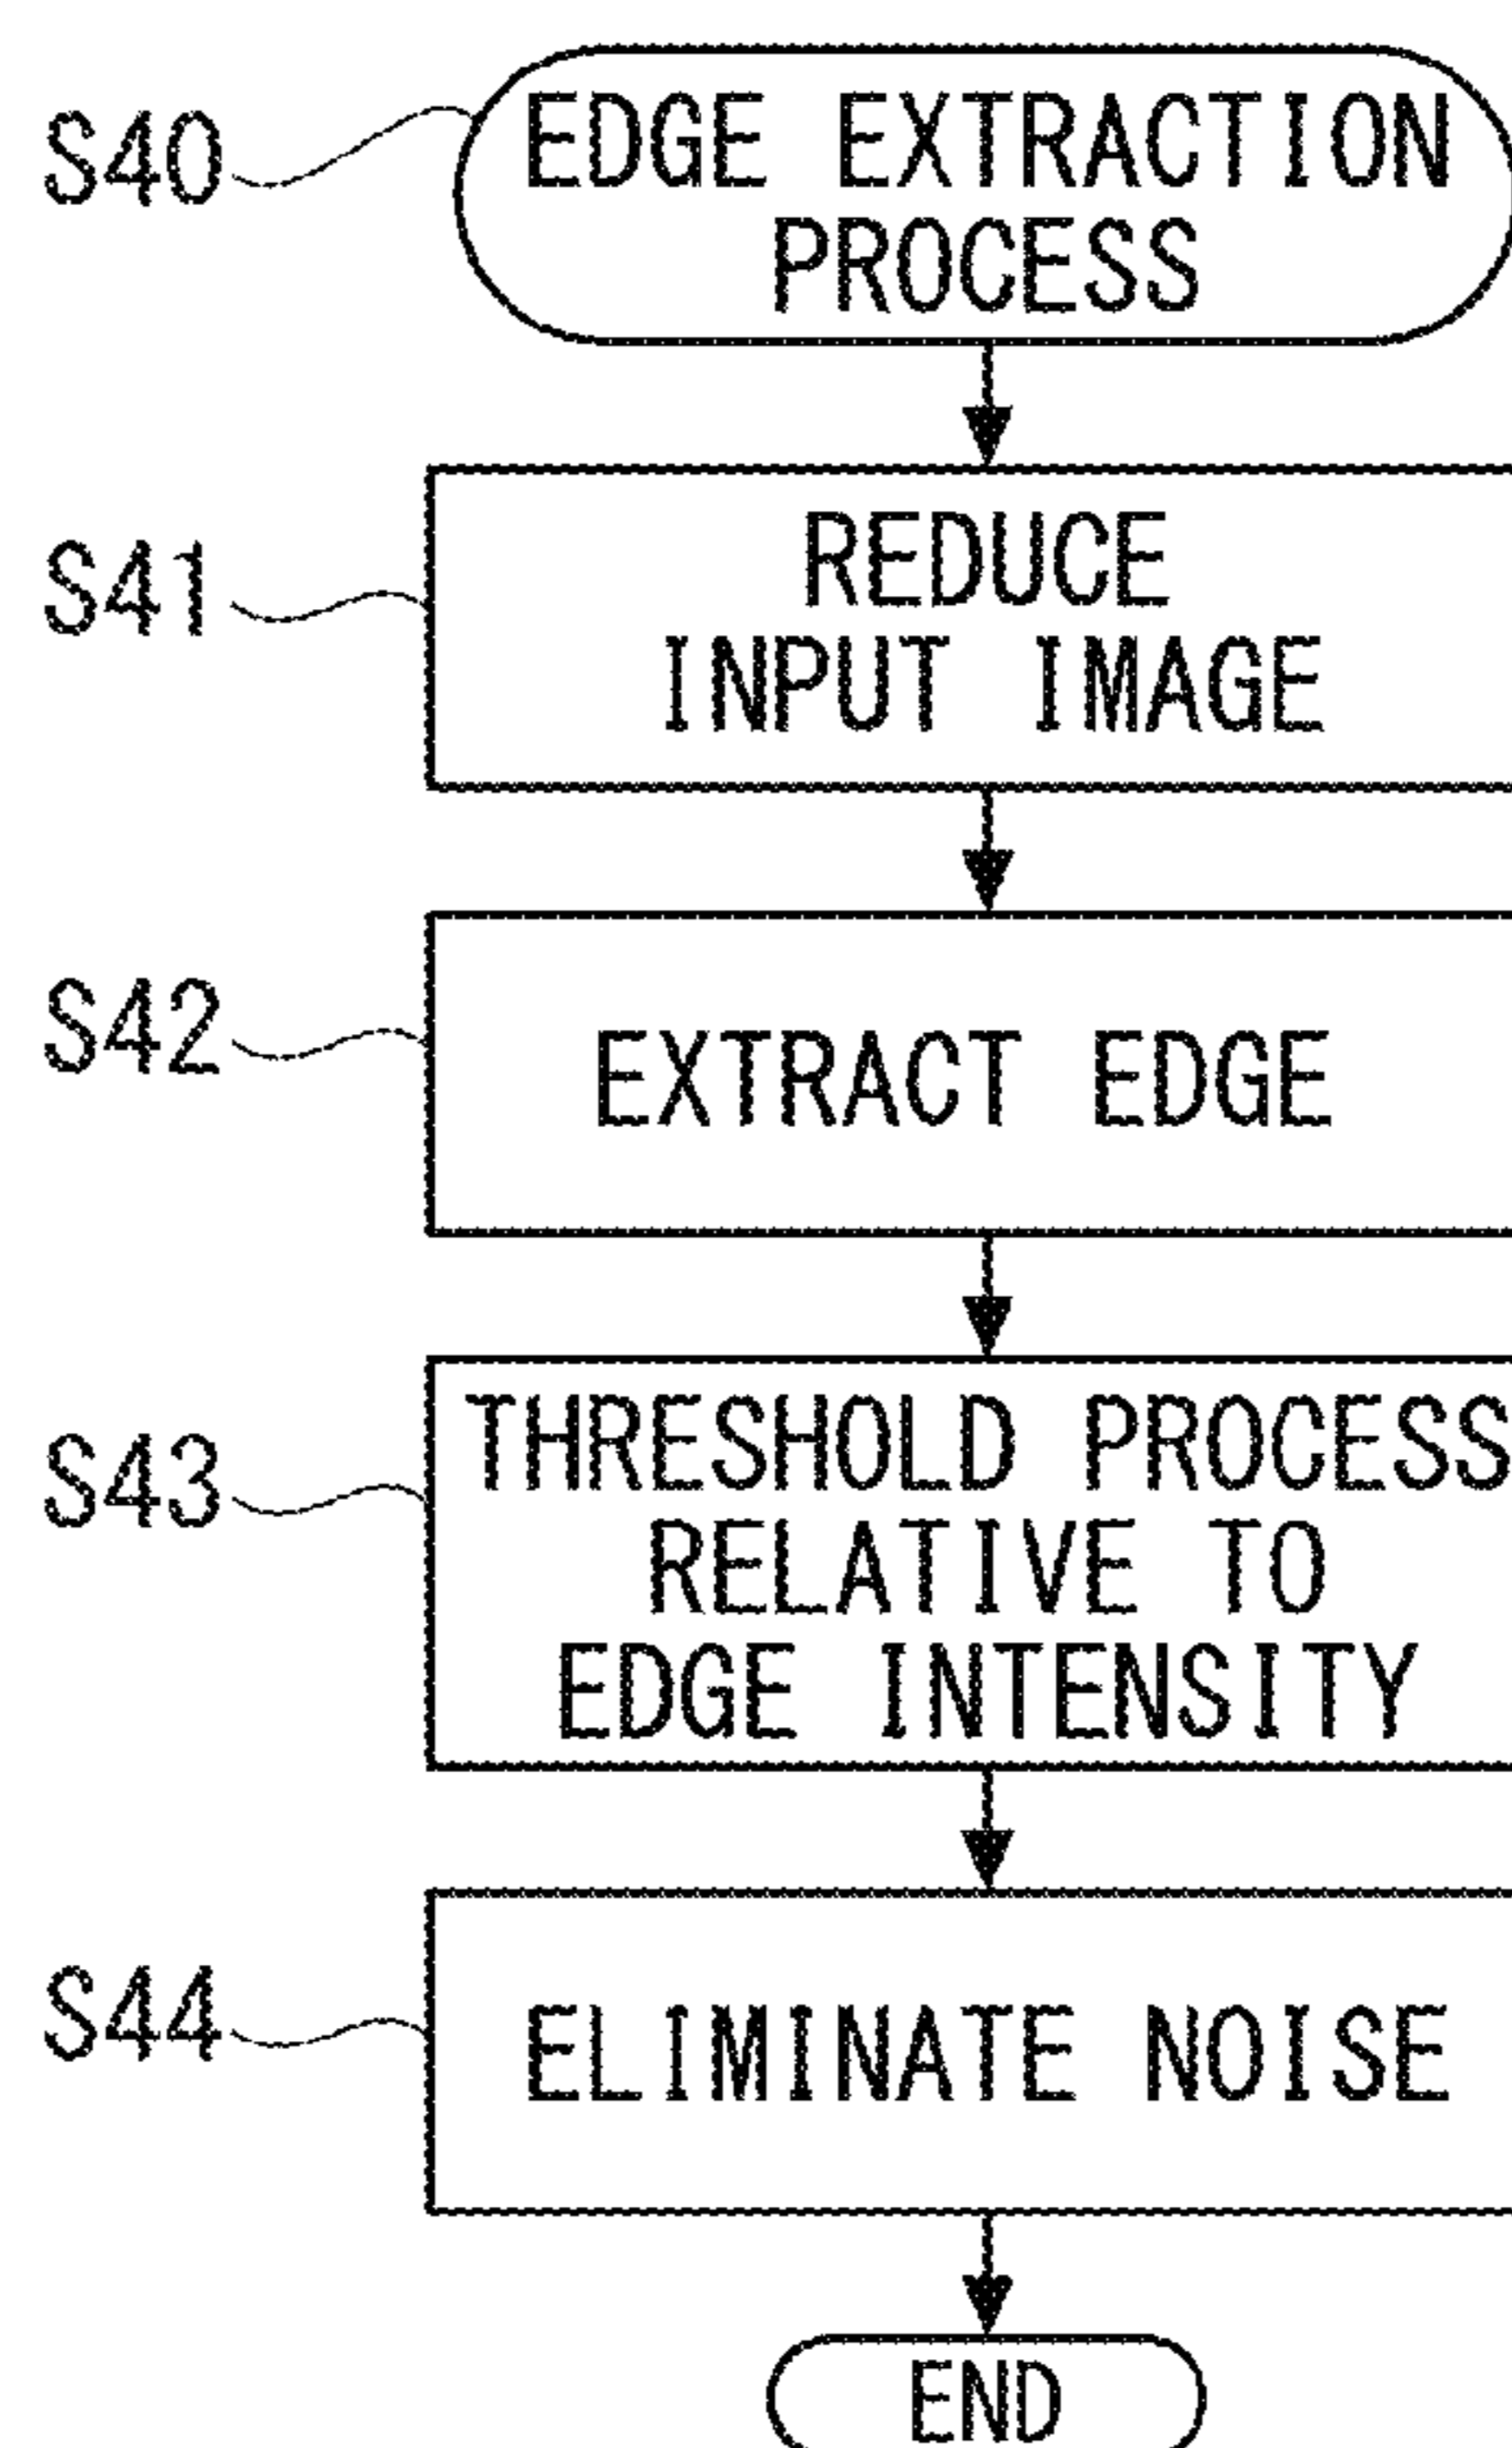 S40
EDGE EXTRACTION
PROCESS
S41
REDUCE
INPUT IMAGE
S42
EXTRACT EDGE
S43
THRESHOLD PROCESS
RELATIVE TO
EDGE INTENSITY
S44
ELIMINATE NOISE
END